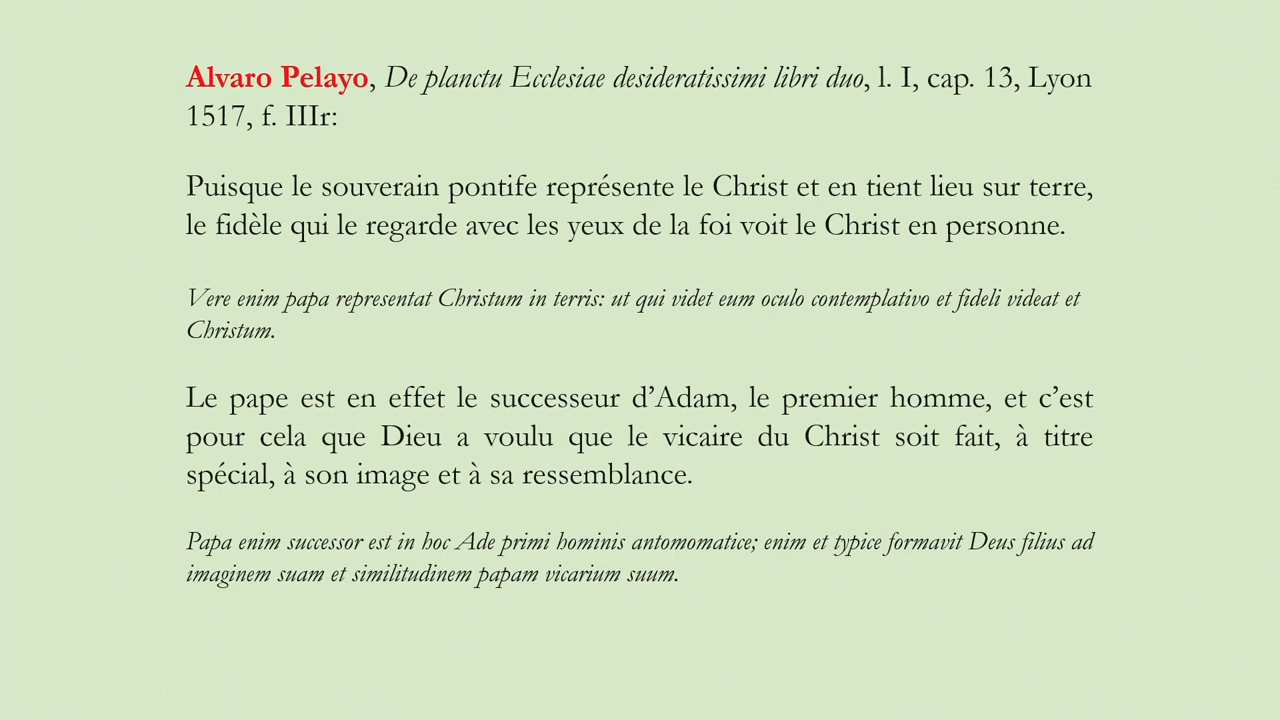 Alvaro Pelayo, De planctu Ecclesiae desideratissimi libri duo, l. I, cap. 13, Lyon
1517, f. IIIr:
Puisque le souverain pontife représente le Christ et en tient lieu sur terre,
le fidèle qui le regarde avec les yeux de la foi voit le Christ en personne.
Vere enim papa representat Christum in terris: ut qui videt eum oculo contemplativo et fideli videat et
Christum.
Le pape est en effet le successeur d’Adam, le premier homme, et c’est
pour cela que Dieu a voulu que le vicaire du Christ soit fait, à titre
spécial, à son image et à sa ressemblance.
Papa enim successor est in hoc Ade primi hominis antomomatice; enim et typice formavit Deus filius ad
imaginem suam et similitudinem papam vicarium suum.